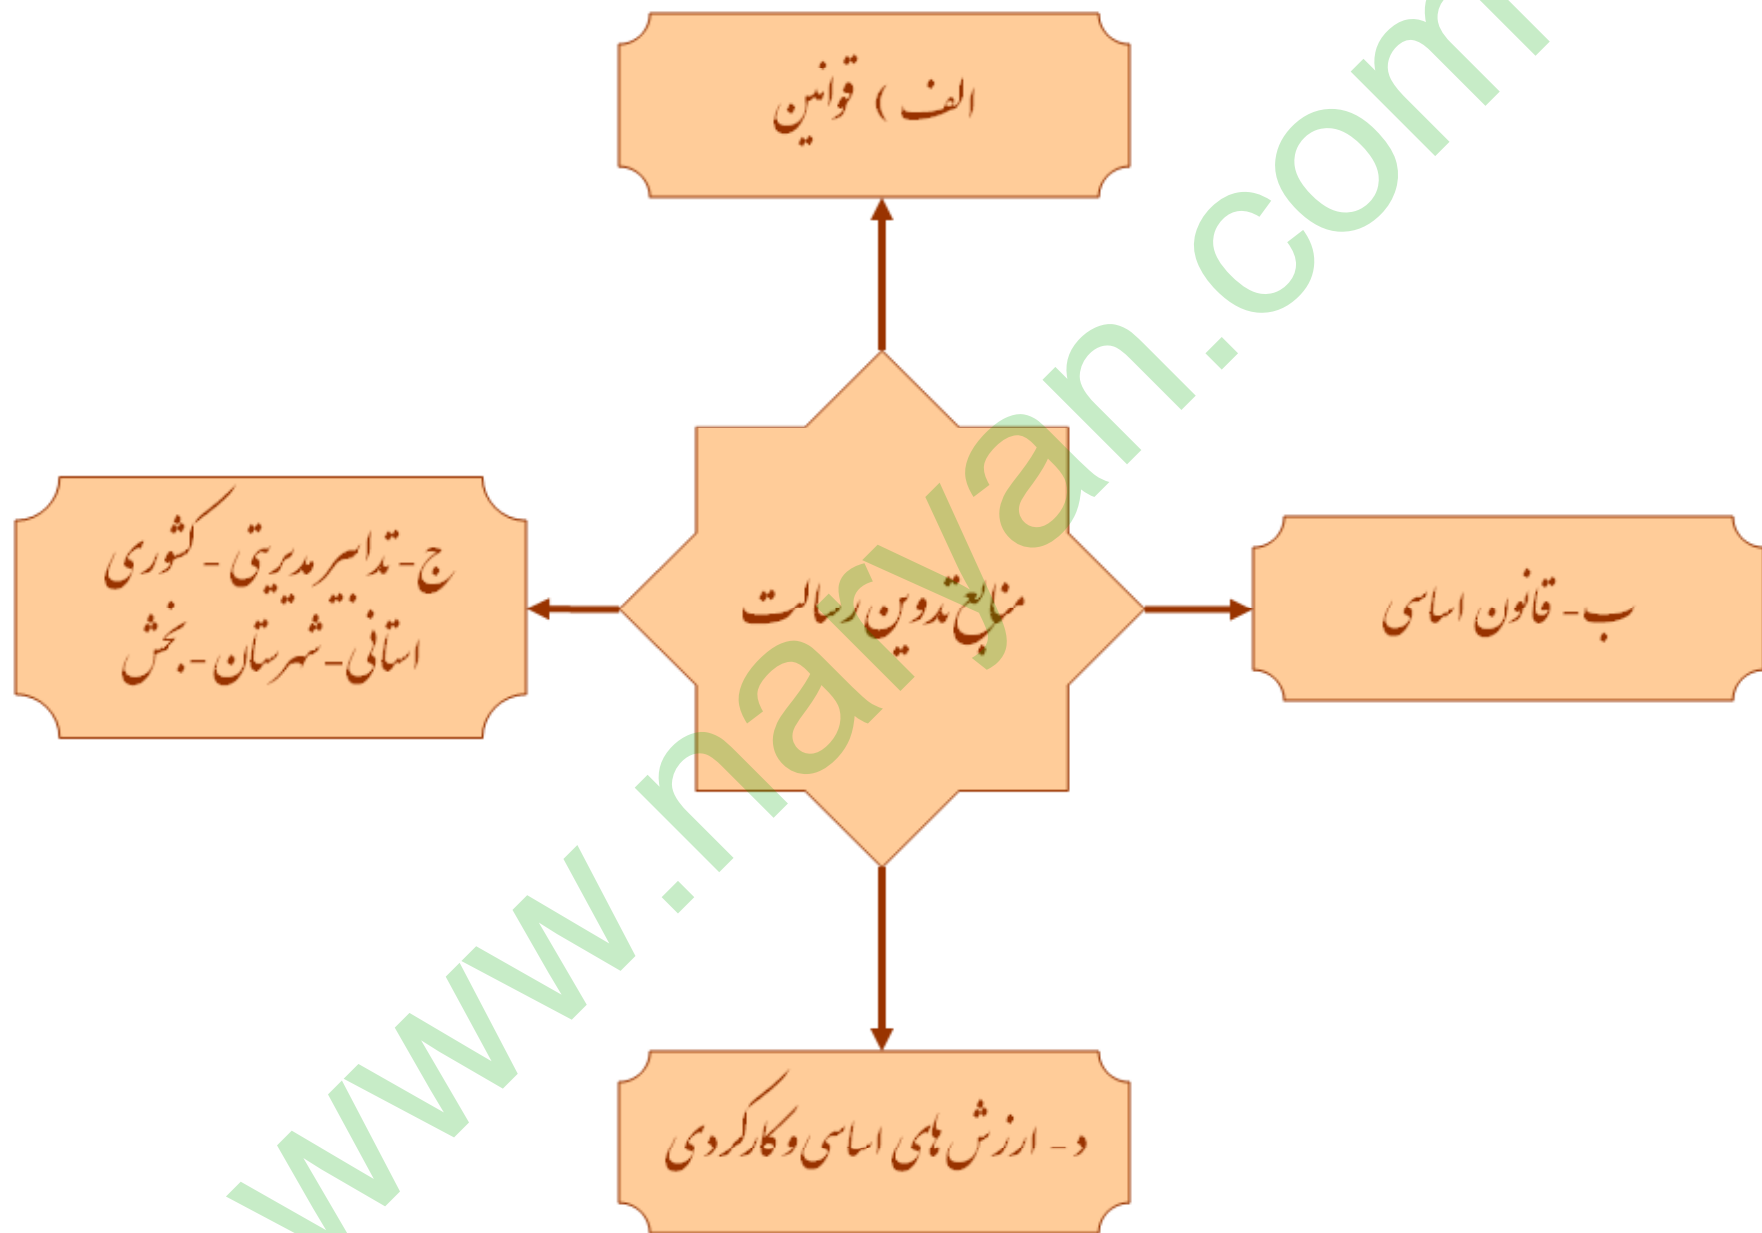 الف ) قوانین
منابع تدوین رسالت
ب- قانون اساسی
ج- تدابیر مدیریتی - کشوری
استانی- شهرستان - بخش
د - ارزش های اساسی و کارکردی
www.naryan.com